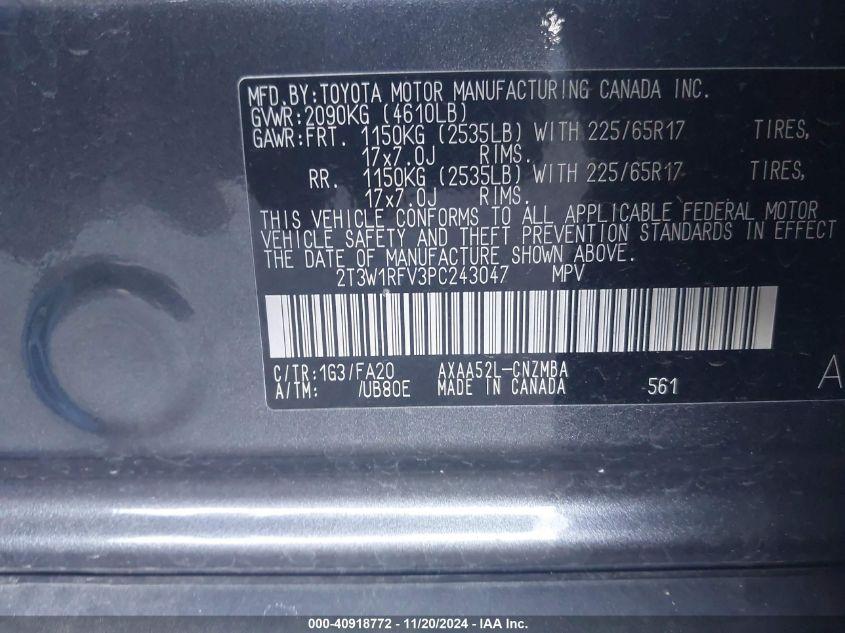 MFD.BY:TOYOTA MOTOR MANUFACTURING CANADA INC.
GVWR:2090KG (4610LB)
GAWR:FRT. 1150KG (2535LB) WITH 225/65R17 TIRES,
17x7.0J RIMS.
RR. 1150KG (2535LB) WITH 225/65R17 TIRES,
17x7.0J RIMS.
THIS VEHICLE CONFORMS TO ALL APPLICABLE FEDERAL MOTOR
VEHICLE SAFETY AND THEFT PREVENTION STANDARDS IN EFFECT
THE DATE OF MANUFACTURE SHOWN ABOVE.
2T3W1RFV3PC243047 MPV
C/TR:1G3/FA20 AXAA52L-CNZMBA
A/TM: /UB80E MADE IN CANADA 561
A
000-40918772 - 11/20/2024 - IAA Inc.